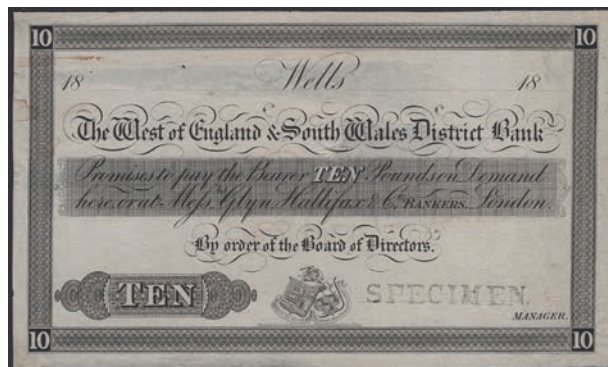 10 10
18 Wells 18
The West of England & South Wales District Bank
Promises to pay the Bearer TEN Pounds on Demand
here, or at Messrs Glyn, Hallifax & Co. BANKERS, London.
By order of the Board of Directors.
TEN SPECIMEN.
MANAGER.
10 10